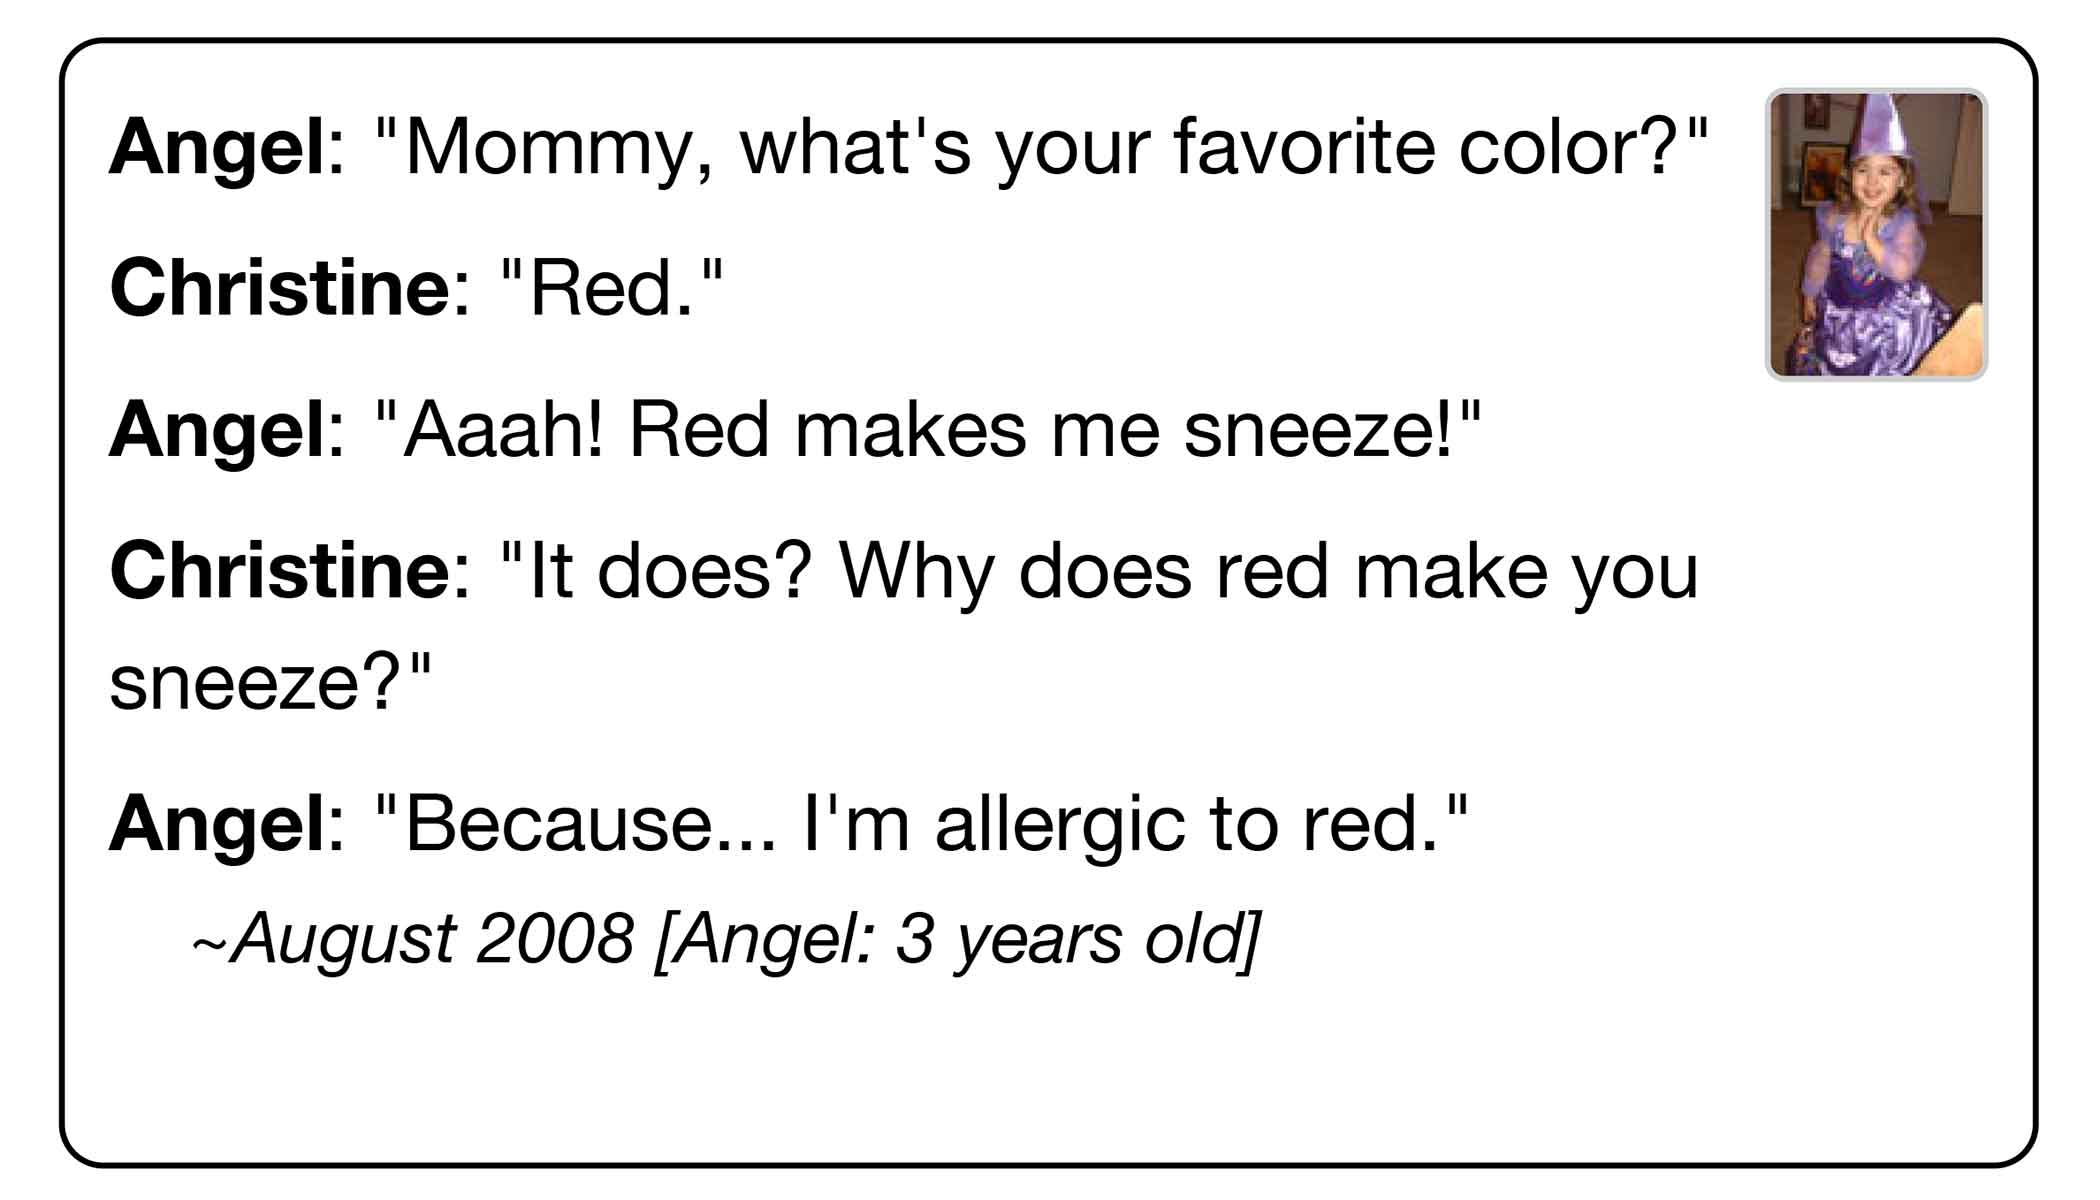 Angel: "Mommy, what's your favorite color?"
Christine: "Red."
Angel: "Aaah! Red makes me sneeze!"
Christine: "It does? Why does red make you
sneeze?"
Angel: "Because... I'm allergic to red."
~August 2008 [Angel: 3 years old]